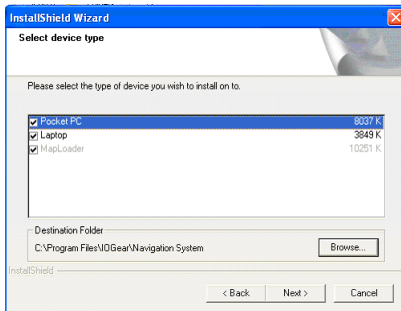 InstallShield Wizard
Select device type
Please select the type of device you wish to install on to.
Pocket PC 8037 K
Laptop 3849 K
MapLoader 10251 K
Destination Folder
C:\Program Files\IOGear\Navigation System Browse...
InstallShield
< Back Next > Cancel